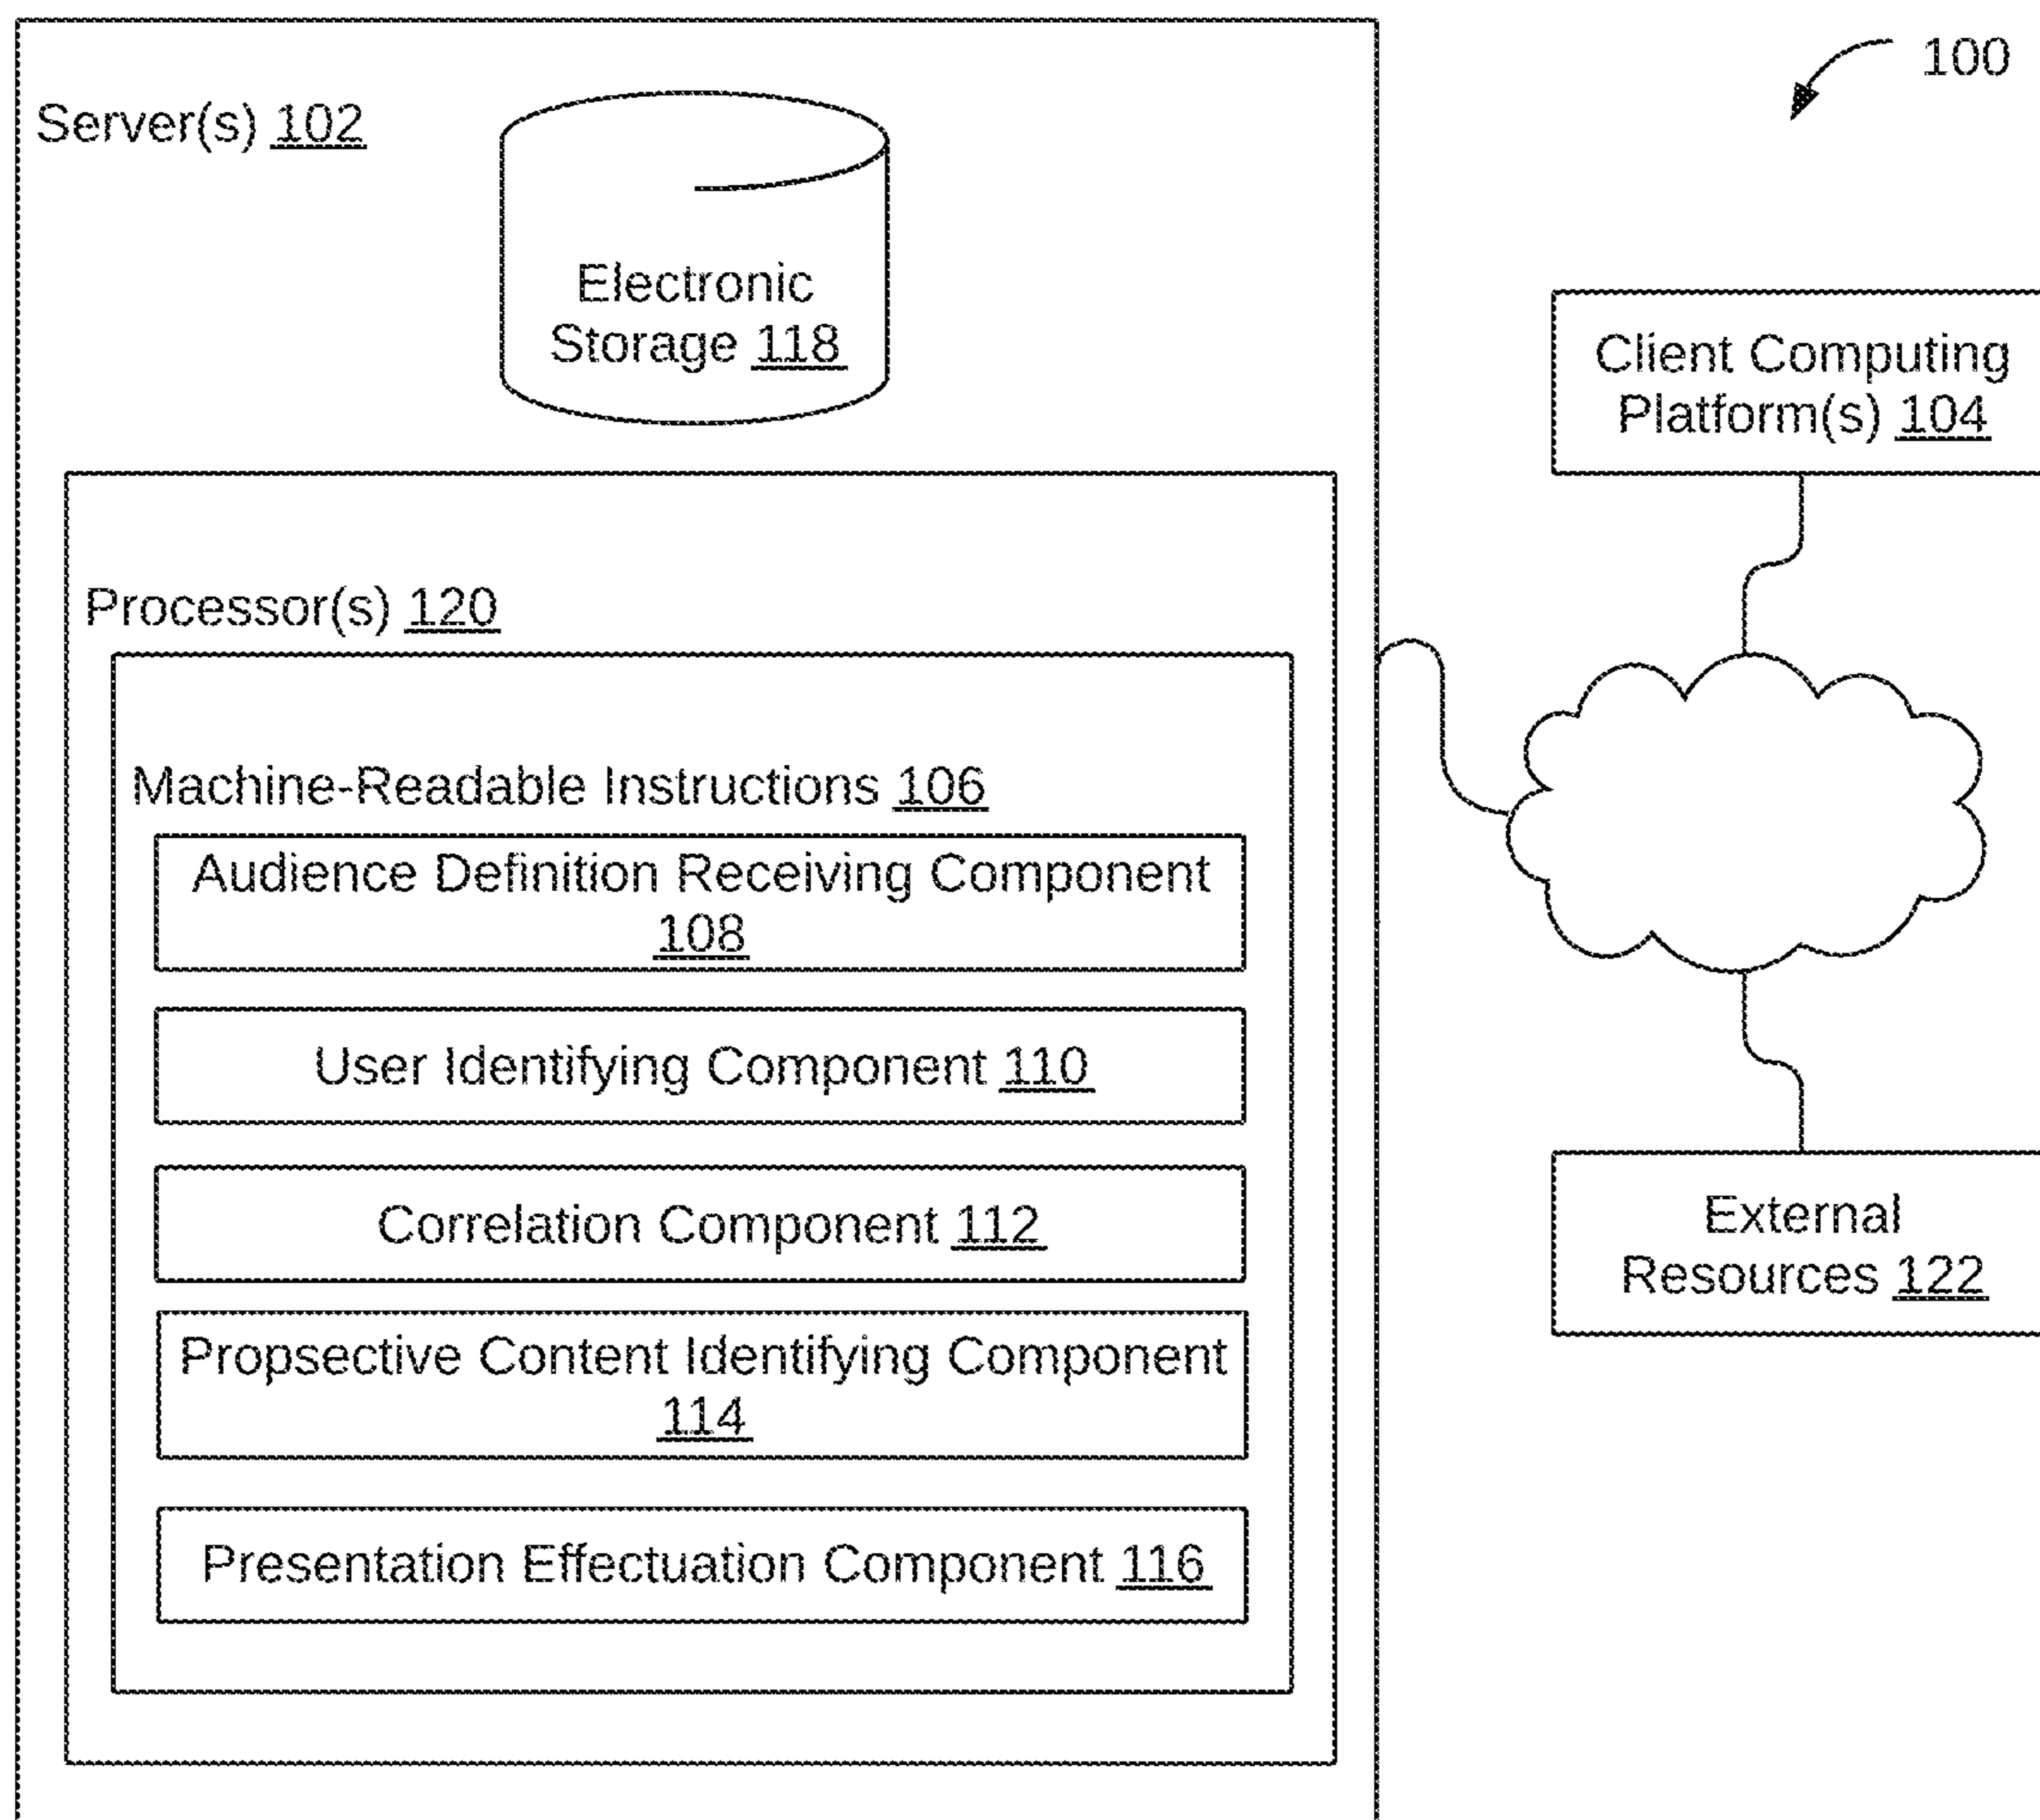 100
Server(s) 102
Electronic
Storage 118
Client Computing
Platform(s) 104
Processor(s) 120
Machine-Readable Instructions 106
Audience Definition Receiving Component
108
User Identifying Component 110
Correlation Component 112
External
Resources 122
Propsective Content Identifying Component
114
Presentation Effectuation Component 116